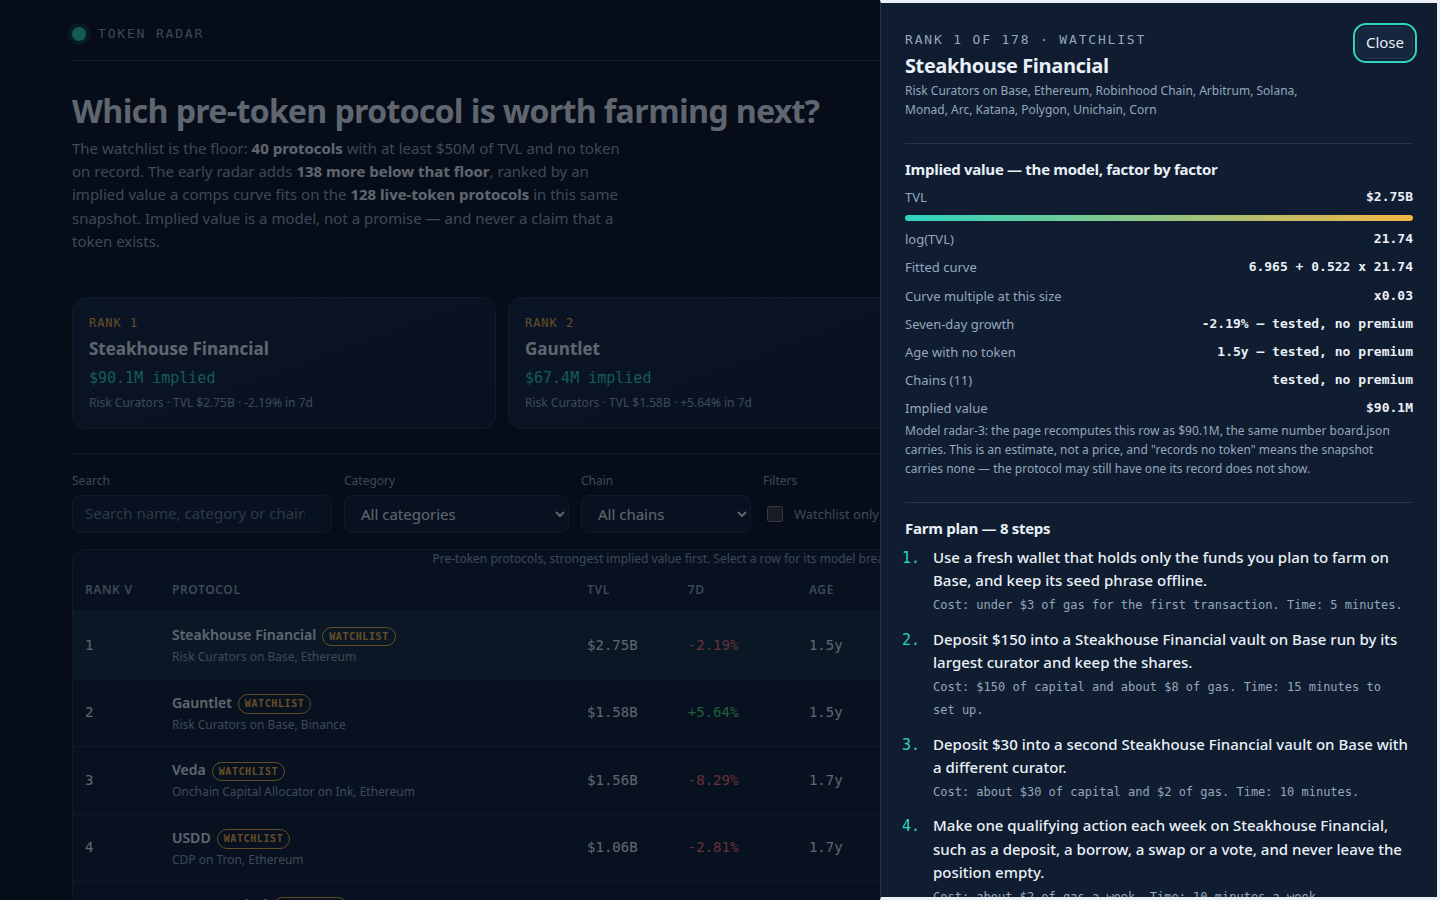 TOKEN RADAR
Which pre-token protocol is worth farming next?
The watchlist is the floor: 40 protocols with at least $50M of TVL and no token
on record. The early radar adds 138 more below that floor, ranked by an
implied value a comps curve fits on the 128 live-token protocols in this same
snapshot. Implied value is a model, not a promise — and never a claim that a
token exists.
RANK 1
Steakhouse Financial
$90.1M implied
Risk Curators · TVL $2.75B · -2.19% in 7d
RANK 2
Gauntlet
$67.4M implied
Risk Curators · TVL $1.58B · +5.64% in 7d
Search
Category
Chain
Filters
Search name, category or chain
All categories
All chains
Watchlist only
Pre-token protocols, strongest implied value first. Select a row for its model
RANK V
PROTOCOL
TVL
7D
AGE
1
Steakhouse Financial WATCHLIST
Risk Curators on Base, Ethereum
$2.75B
-2.19%
1.5y
2
Gauntlet WATCHLIST
Risk Curators on Base, Binance
$1.58B
+5.64%
1.5y
3
Veda WATCHLIST
Onchain Capital Allocator on Ink, Ethereum
$1.56B
-8.29%
1.7y
4
USDD WATCHLIST
CDP on Tron, Ethereum
$1.06B
-2.81%
1.7y
RANK 1 OF 178 · WATCHLIST
Close
Steakhouse Financial
Risk Curators on Base, Ethereum, Robinhood Chain, Arbitrum, Solana,
Monad, Arc, Katana, Polygon, Unichain, Corn
Implied value — the model, factor by factor
TVL $2.75B
log(TVL) 21.74
Fitted curve 6.965 + 0.522 x 21.74
Curve multiple at this size x0.03
Seven-day growth -2.19% — tested, no premium
Age with no token 1.5y — tested, no premium
Chains (11) tested, no premium
Implied value $90.1M
Model radar-3: the page recomputes this row as $90.1M, the same number board.json
carries. This is an estimate, not a price, and "records no token" means the snapshot
carries none — the protocol may still have one its record does not show.
Farm plan — 8 steps
1. Use a fresh wallet that holds only the funds you plan to farm on
Base, and keep its seed phrase offline.
Cost: under $3 of gas for the first transaction. Time: 5 minutes.
2. Deposit $150 into a Steakhouse Financial vault on Base run by its
largest curator and keep the shares.
Cost: $150 of capital and about $8 of gas. Time: 15 minutes to
set up.
3. Deposit $30 into a second Steakhouse Financial vault on Base with
a different curator.
Cost: about $30 of capital and $2 of gas. Time: 10 minutes.
4. Make one qualifying action each week on Steakhouse Financial,
such as a deposit, a borrow, a swap or a vote, and never leave the
position empty.
Cost: about $2 of gas a week. Time: 10 minutes a week.